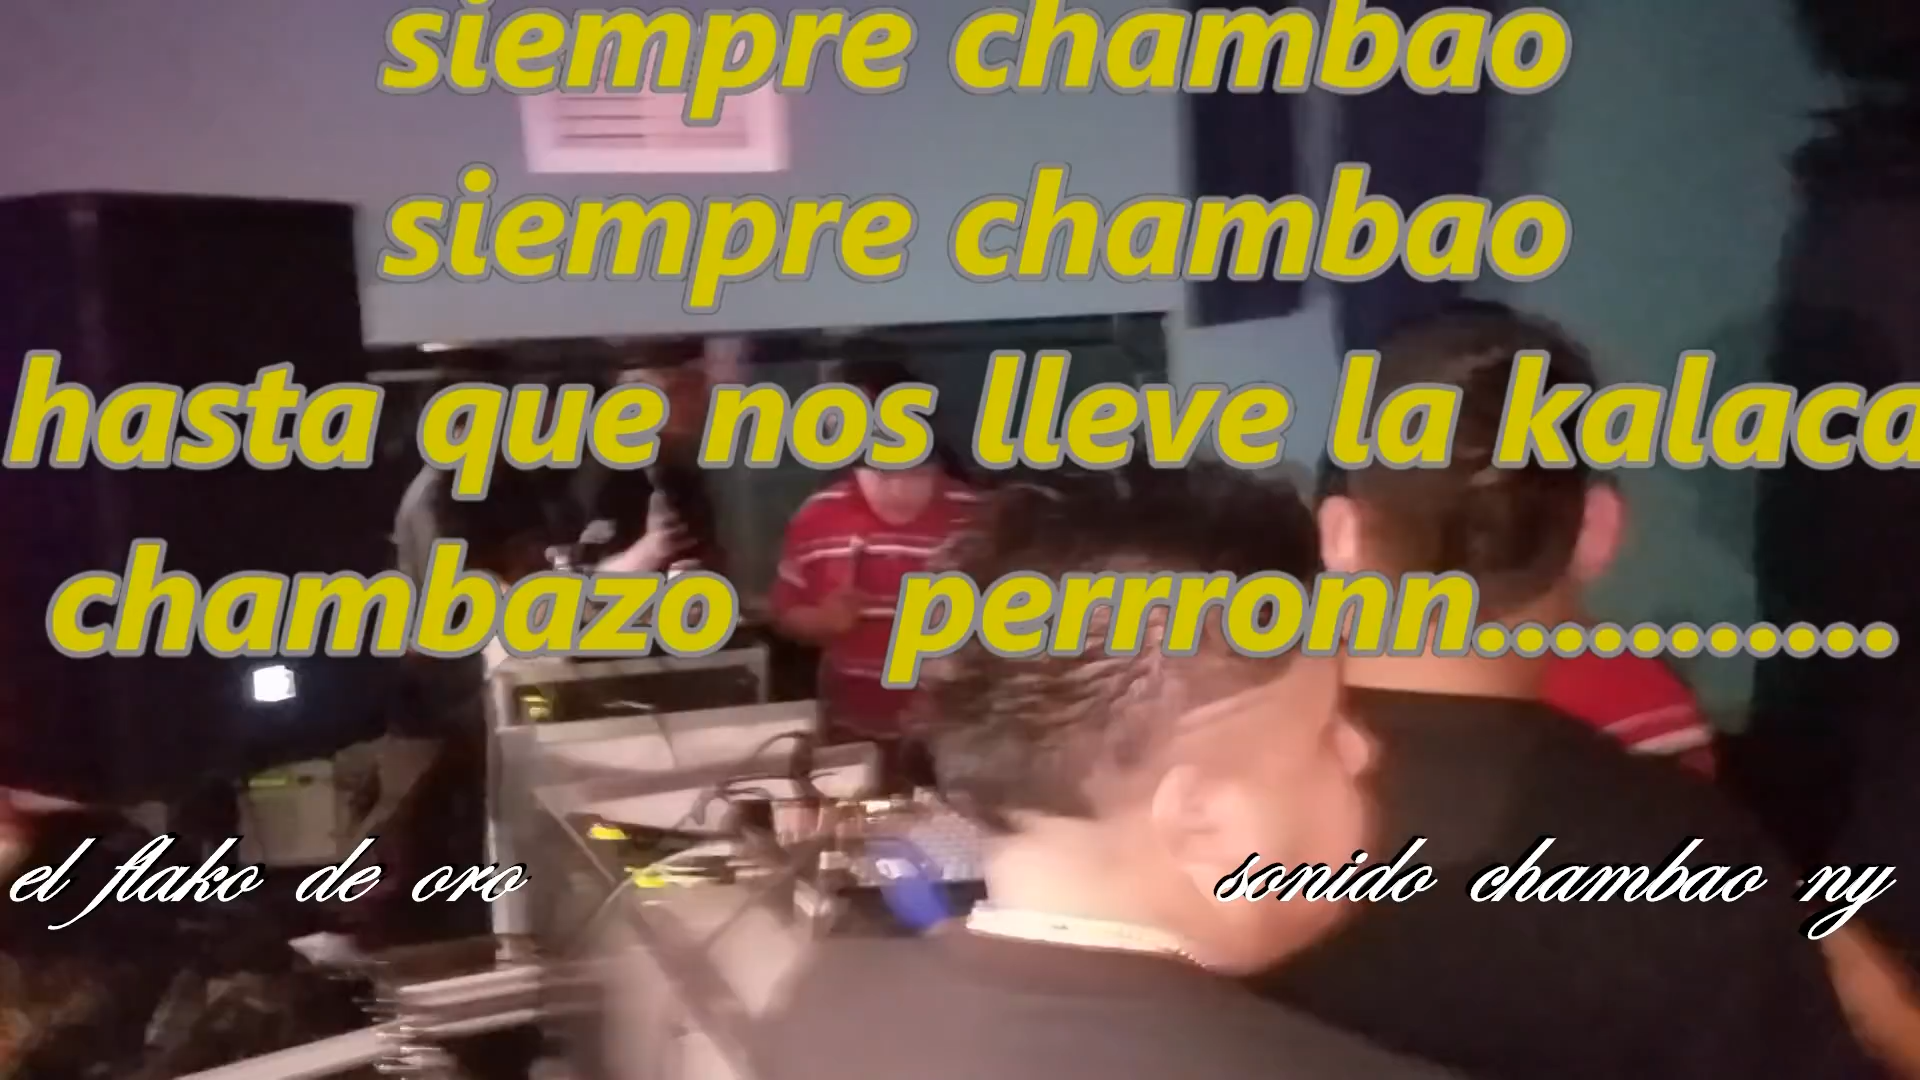 siempre chambao
siempre chambao
hasta que nos lleve la kalaca
chambazo perrronn...........
el flako de oro
sonido chambao ny